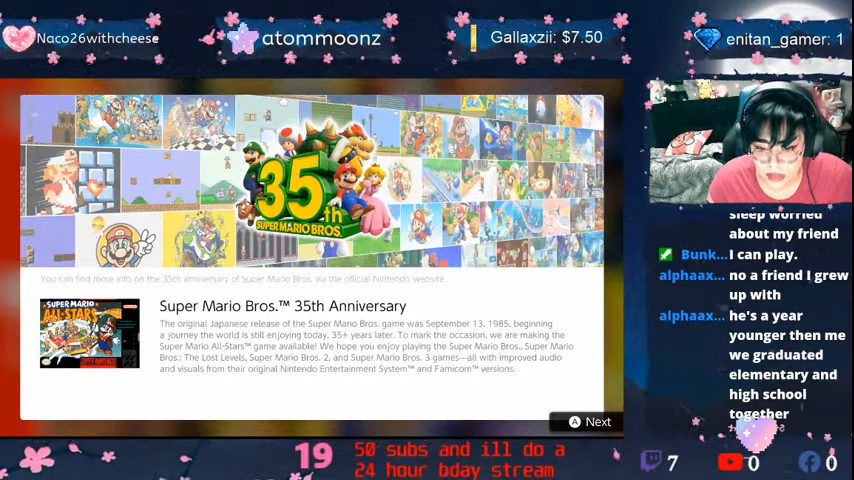 Naco26withcheese
atommoonz
Gallaxzii: $7.50
enitan_gamer: 1
35th
SUPER MARIO BROS.
You can find more info on the 35th anniversary of Super Mario Bros. via the official Nintendo website.
SUPER MARIO
ALL-STARS
Super Mario Bros.™ 35th Anniversary
The original Japanese release of the Super Mario Bros. game was September 13, 1985, beginning
a journey the world is still enjoying today, 35+ years later. To mark the occasion, we are making the
Super Mario All-Stars™ game available! We hope you enjoy playing the Super Mario Bros., Super Mario
Bros.: The Lost Levels, Super Mario Bros. 2, and Super Mario Bros. 3 games—all with improved audio
and visuals from their original Nintendo Entertainment System™ and Famicom™ versions.
A Next
sleep worried
about my friend
Bunk... I can play.
alphaax... no a friend I grew
up with
alphaax... he's a year
younger then me
we graduated
elementary and
high school
together
19
50 subs and ill do a
24 hour bday stream
7
0
0